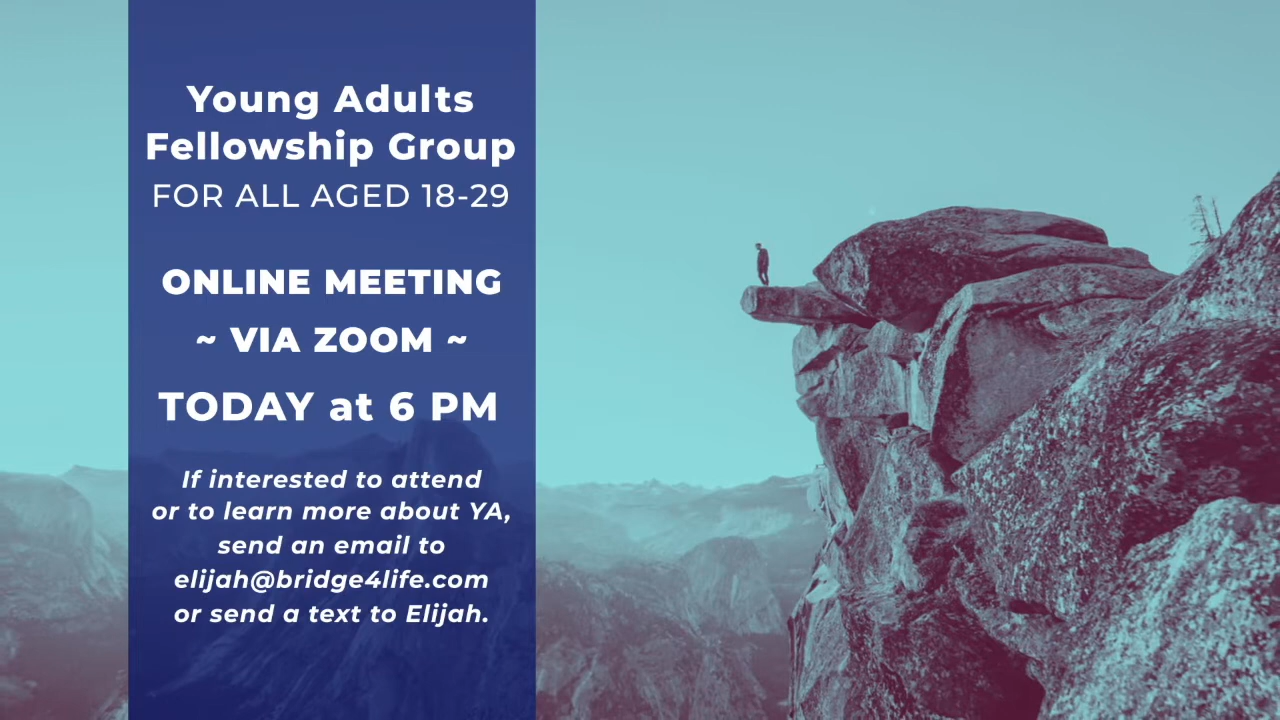 Young Adults
Fellowship Group
FOR ALL AGED 18-29
ONLINE MEETING
~ VIA ZOOM ~
TODAY at 6 PM
If interested to attend
or to learn more about YA,
send an email to
elijah@bridge4life.com
or send a text to Elijah.